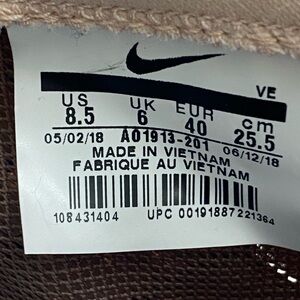 VE
US UK EUR cm
8.5 6 40 25.5
05/02/18 AO1913-201 06/12/18
MADE IN VIETNAM
FABRIQUE AU VIETNAM
108431404 UPC 00191887221364